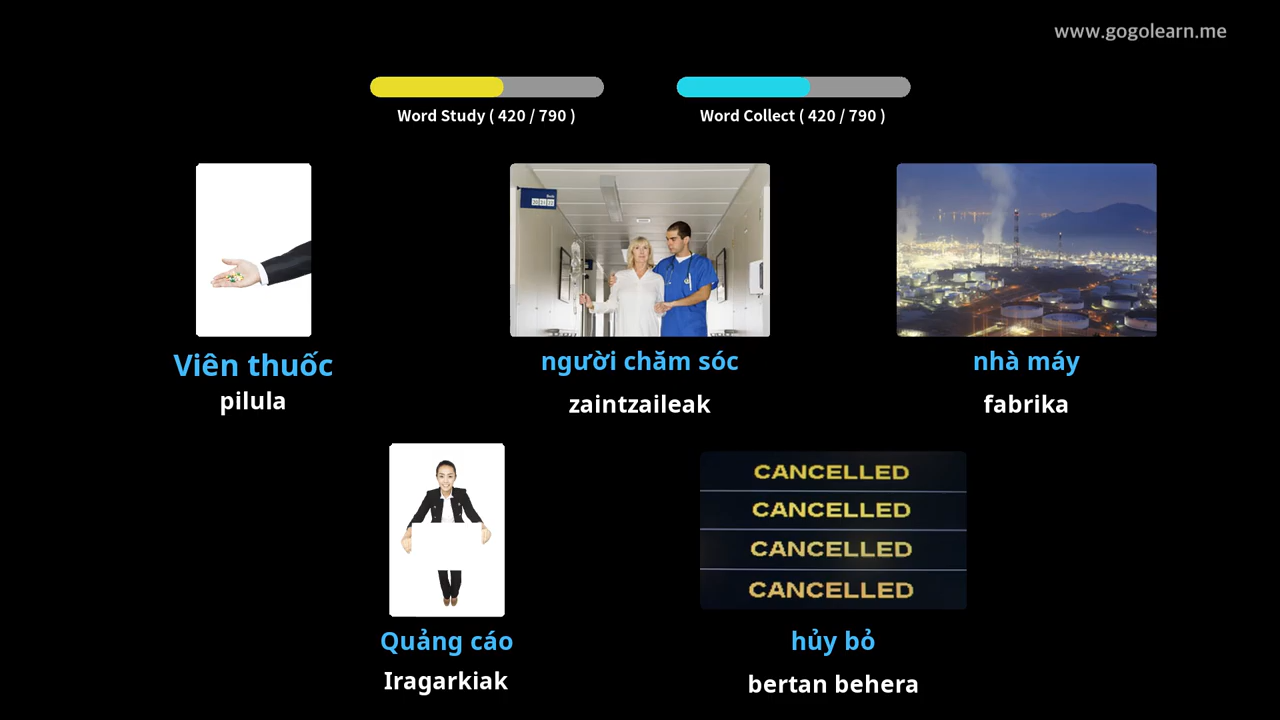 www.gogolearn.me
Word Study ( 420 / 790 )
Word Collect ( 420 / 790 )
Viên thuốc
pilula
người chăm sóc
zaintzaileak
nhà máy
fabrika
Quảng cáo
Iragarkiak
CANCELLED
CANCELLED
CANCELLED
CANCELLED
hủy bỏ
bertan behera